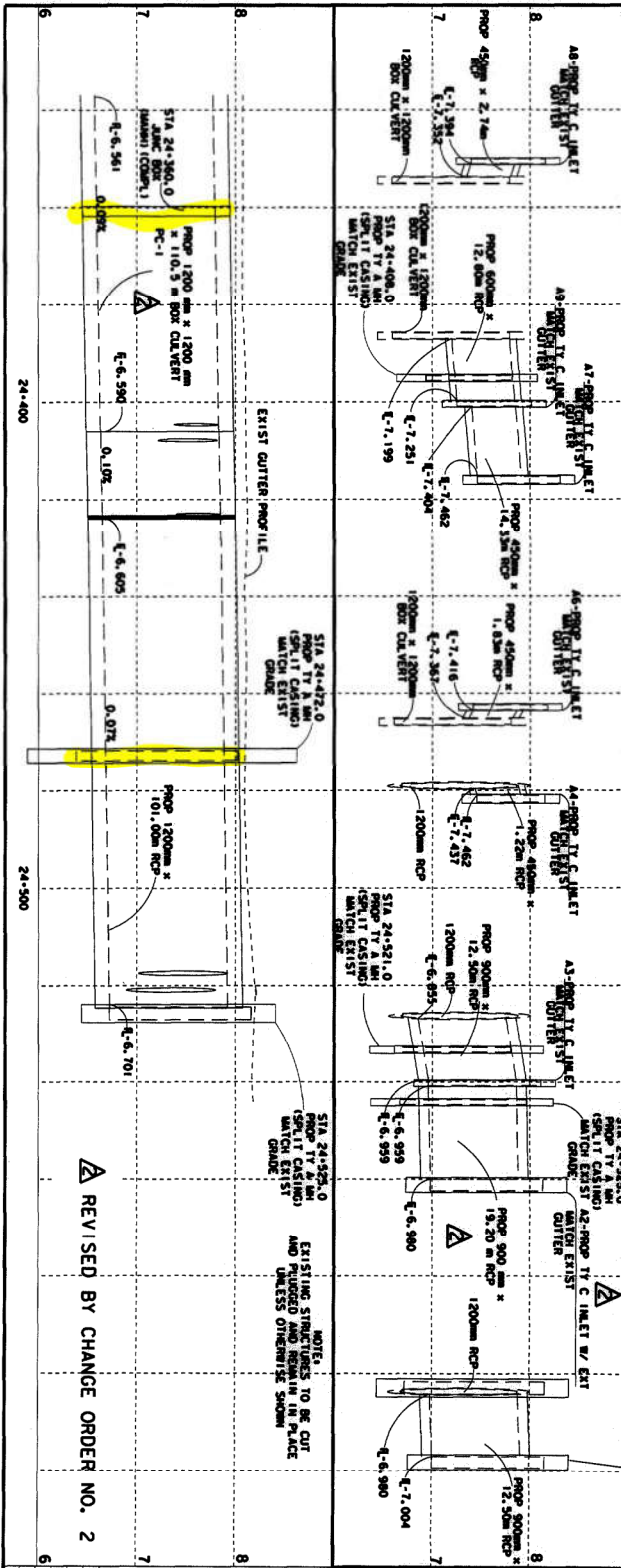 A8-PROP TY C INLET
MATCH EXIST
GUTTER
PROP 450mm x 2.74m
RCP
E-7.394
E-7.352
1200mm x 1200mm
BOX CULVERT
A9-PROP TY C INLET
MATCH EXIST
GUTTER
PROP 600mm x
12.80m RCP
1200mm x 1200mm
BOX CULVERT
STA 24+408.0
PROP TY A MH
(SPLIT CASING)
MATCH EXIST
GRADE
E-7.199
E-7.251
A7-PROP TY C INLET
MATCH EXIST
GUTTER
E-7.404
E-7.462
PROP 450mm x
14.33m RCP
A6-PROP TY C INLET
MATCH EXIST
GUTTER
PROP 450mm x
1.83m RCP
E-7.416
E-7.367
1200mm x 1200mm
BOX CULVERT
A4-PROP TY C INLET
MATCH EXIST
GUTTER
PROP 450mm x
1.22m RCP
E-7.462
E-7.437
1200mm RCP
A3-PROP TY C INLET
MATCH EXIST
GUTTER
PROP 900mm x
12.50m RCP
1200mm RCP
E-6.855
STA 24+521.0
PROP TY A MH
(SPLIT CASING)
MATCH EXIST
GRADE
E-6.959
E-6.959
PROP TY A MH
(SPLIT CASING)
MATCH EXIST
GRADE
A2-PROP TY C INLET W/ EXT
MATCH EXIST
GUTTER
2
PROP 900 mm x
19.20 m RCP
2
E-6.980
1200mm RCP
E-6.980
E-7.004
PROP 900mm x
12.50m RCP
8
7
8
7
8
7
6
E-6.561
STA 24+360.0
JUNC BOX
(MANH) (COMPL)
PC-1
0.09%
PROP 1200 mm
x 1200 mm
x 110.5 m BOX CULVERT
2
E-6.590
24+400
0.10%
EXIST GUTTER PROFILE
E-6.605
STA 24+472.0
PROP TY A MH
(SPLIT CASING)
MATCH EXIST
GRADE
0.07%
PROP 1200mm x
101.00m RCP
24+500
E-6.701
STA 24+525.0
PROP TY A MH
(SPLIT CASING)
MATCH EXIST
GRADE
NOTE:
EXISTING STRUCTURES TO BE CUT
AND PLUGGED AND REMAIN IN PLACE
UNLESS OTHERWISE SHOWN
2 REVISED BY CHANGE ORDER NO. 2
8
7
6